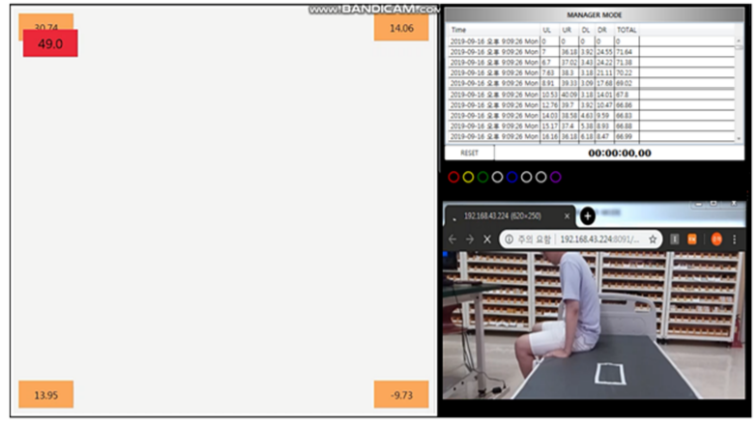 www.BANDICAM.com
30.74
49.0
14.06
13.95
-9.73
MANAGER MODE
Time UL UR DL DR TOTAL
2019-09-16 오후 9:09:26 Mon 0 0 0 0 0
2019-09-16 오후 9:09:26 Mon 7 36.18 3.92 24.55 71.64
2019-09-16 오후 9:09:26 Mon 6.7 37.02 3.43 24.22 71.38
2019-09-16 오후 9:09:26 Mon 7.63 38.3 3.18 21.11 70.22
2019-09-16 오후 9:09:26 Mon 8.91 39.33 3.09 17.68 69.02
2019-09-16 오후 9:09:26 Mon 10.53 40.09 3.18 14.01 67.8
2019-09-16 오후 9:09:26 Mon 12.76 39.7 3.92 10.47 66.86
2019-09-16 오후 9:09:26 Mon 14.03 38.58 4.63 9.59 66.83
2019-09-16 오후 9:09:26 Mon 15.17 37.4 5.38 8.93 66.88
2019-09-16 오후 9:09:26 Mon 16.16 36.18 6.18 8.47 66.99
RESET 00:00:00.00
192.168.43.224 (620×250)
주의 요함 192.168.43.224:8091/...